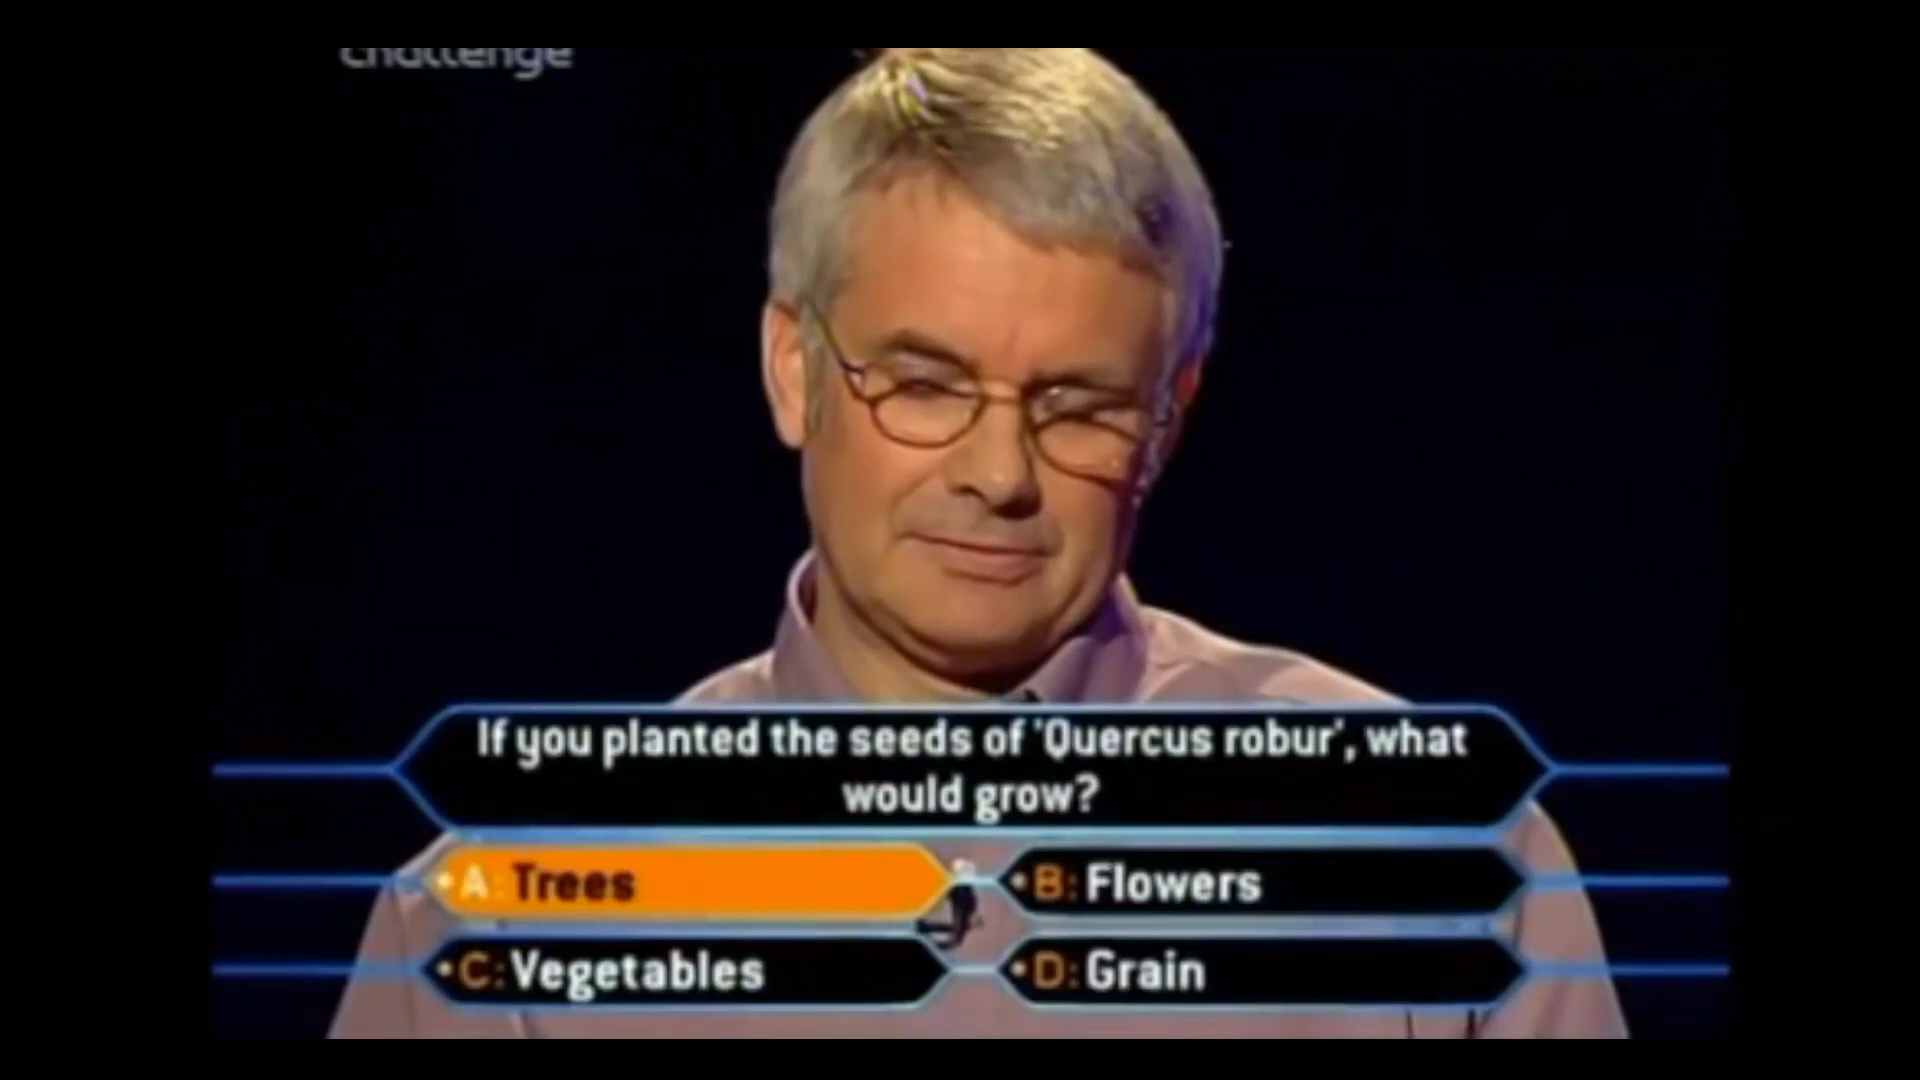 challenge
If you planted the seeds of 'Quercus robur', what
would grow?
A: Trees
B: Flowers
C: Vegetables
D: Grain